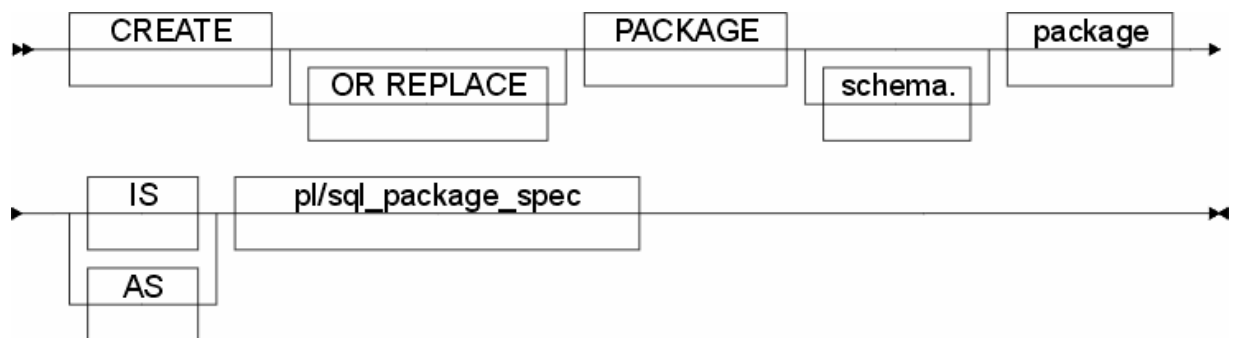 CREATE PACKAGE package
OR REPLACE schema.
IS pl/sql_package_spec
AS